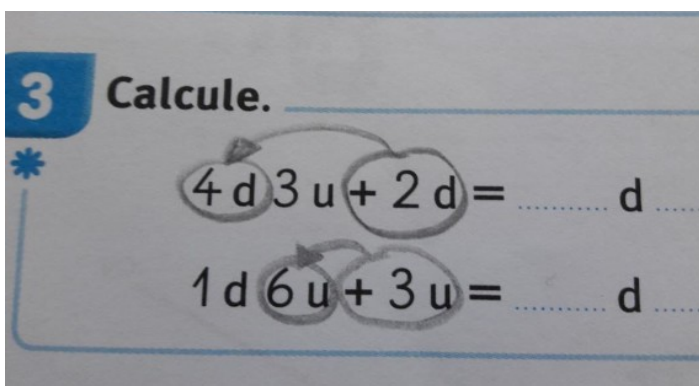 3 Calcule.
4 d 3 u + 2 d = ............ d ......
1 d 6 u + 3 u = ............ d ......